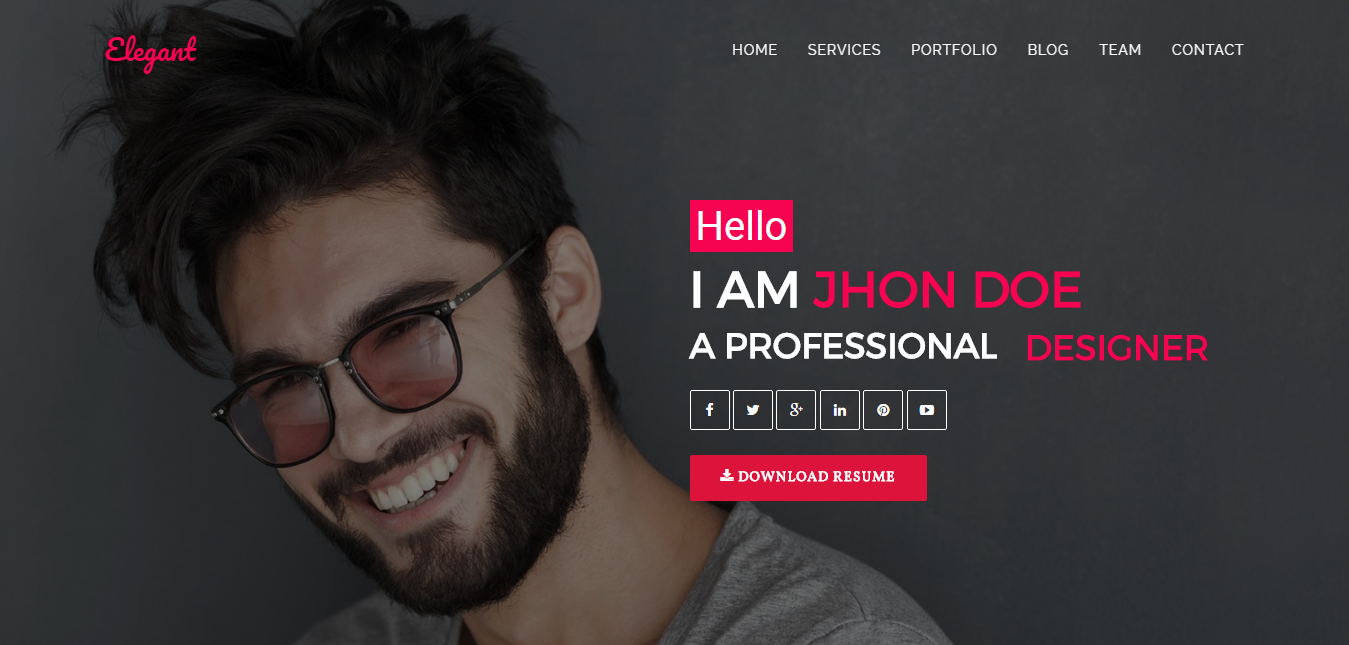 Elegant
HOME SERVICES PORTFOLIO BLOG TEAM CONTACT
Hello
I AM JHON DOE
A PROFESSIONAL DESIGNER
DOWNLOAD RESUME